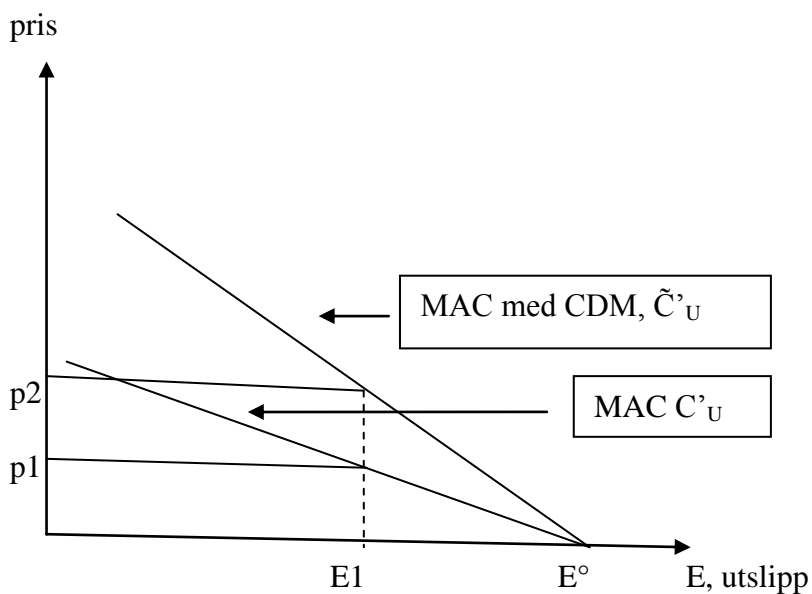 pris
MAC med CDM, C̃’U
MAC C’U
p2
p1
E1
E°
E, utslipp